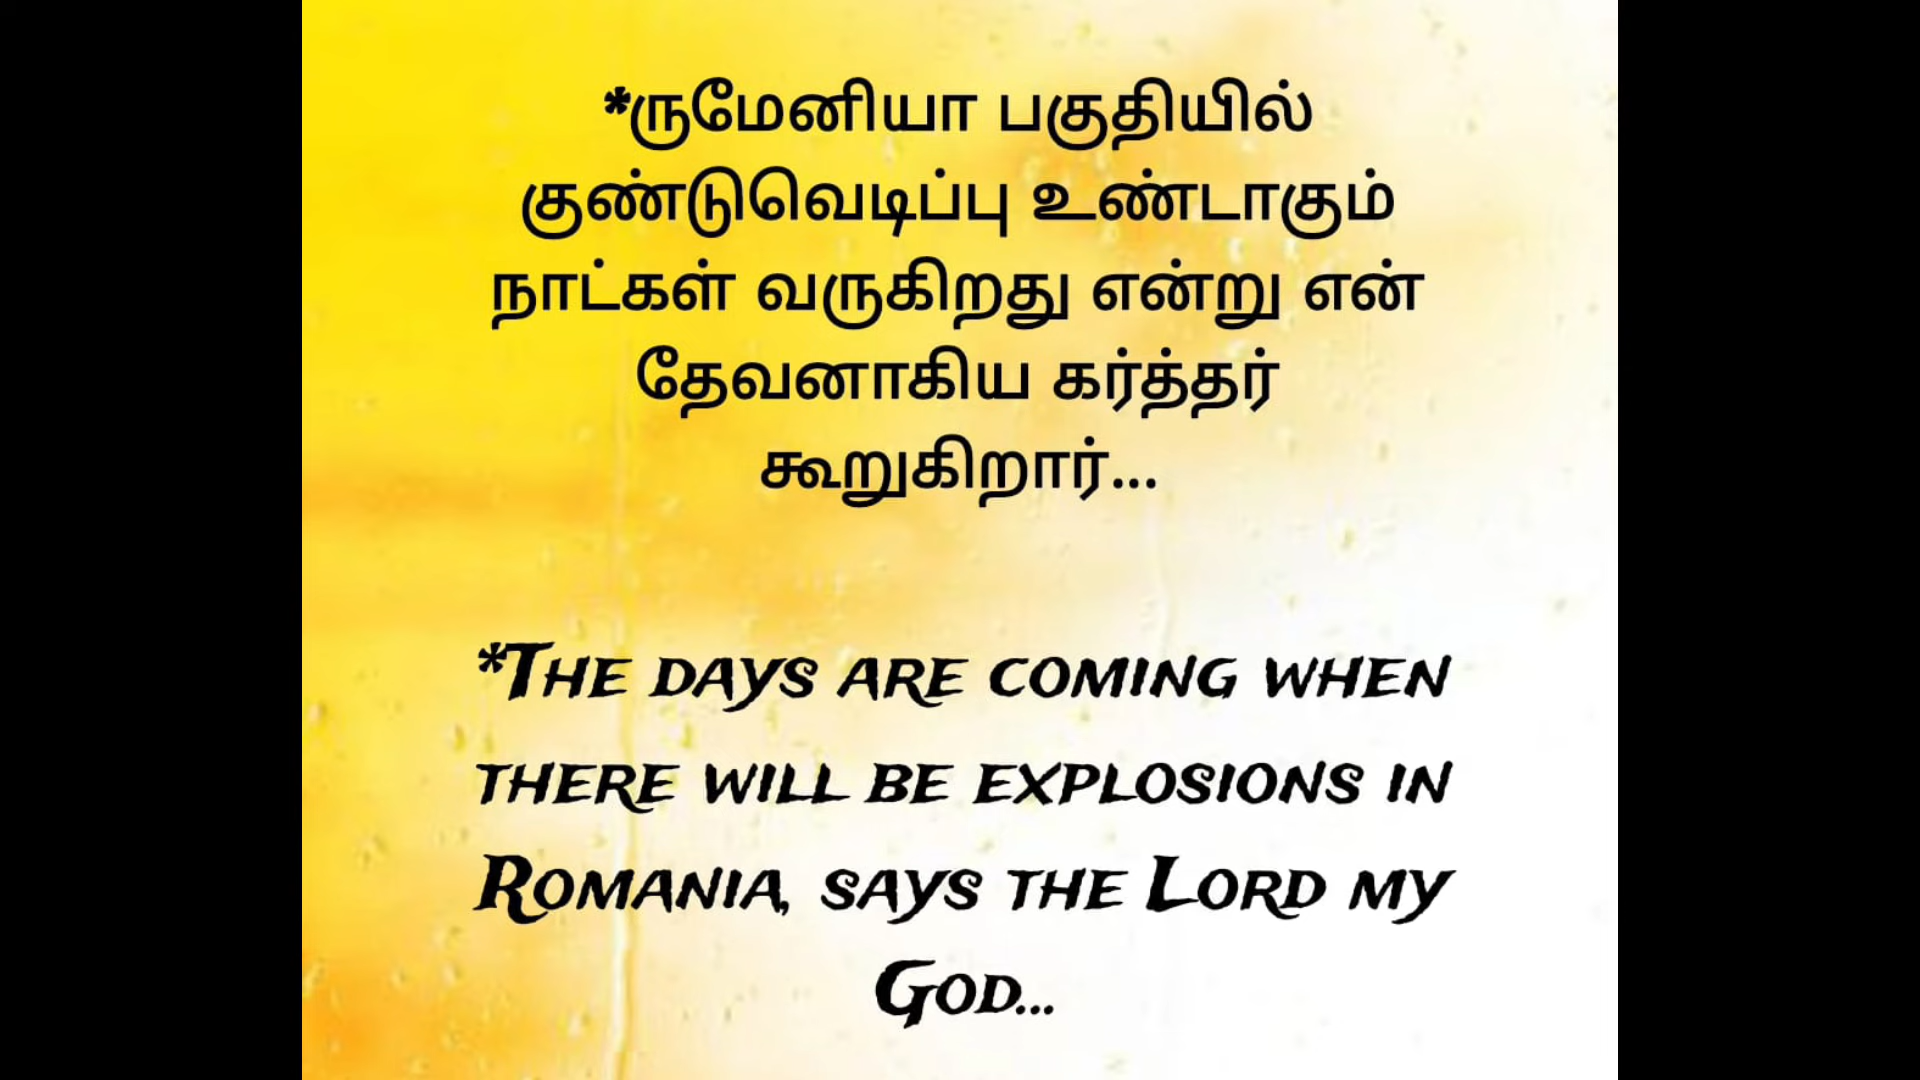 *ருமேனியா பகுதியில்
குண்டுவெடிப்பு உண்டாகும்
நாட்கள் வருகிறது என்று என்
தேவனாகிய கர்த்தர்
கூறுகிறார்...
*The days are coming when
there will be explosions in
Romania, says the Lord my
God...